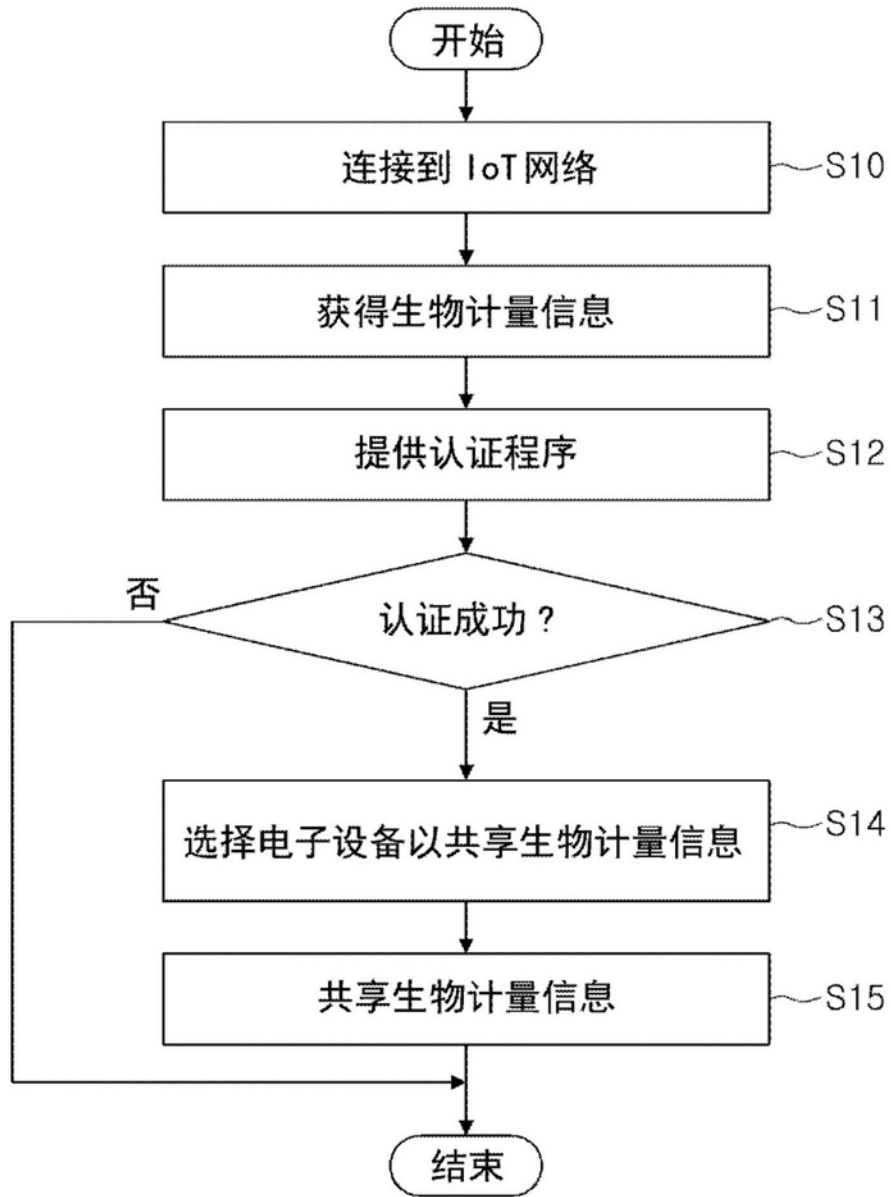 开始
连接到 IoT网络
S10
获得生物计量信息
S11
提供认证程序
S12
否
认证成功?
S13
是
选择电子设备以共享生物计量信息
S14
共享生物计量信息
S15
结束